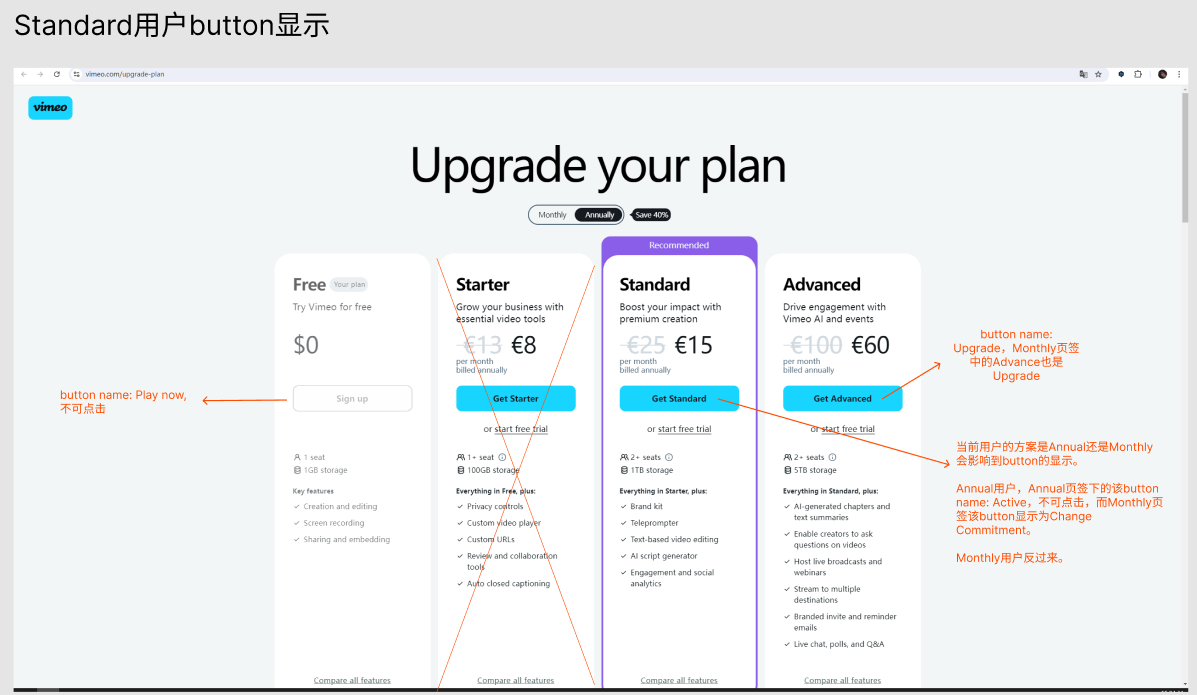 Standard用户button显示
vimeo.com/upgrade-plan
vimeo
Upgrade your plan
Monthly
Annually
Save 40%
Recommended
Free
Your plan
Try Vimeo for free
$0
Sign up
1 seat
1GB storage
Key features
Creation and editing
Screen recording
Sharing and embedding
Compare all features
Starter
Grow your business with
essential video tools
€13 €8
per month
billed annually
Get Starter
or start free trial
1+ seat
100GB storage
Everything in Free, plus:
Privacy controls
Custom video player
Custom URLs
Review and collaboration
tools
Auto closed captioning
Compare all features
Standard
Boost your impact with
premium creation
€25 €15
per month
billed annually
Get Standard
or start free trial
2+ seats
1TB storage
Everything in Starter, plus:
Brand kit
Teleprompter
Text-based video editing
AI script generator
Engagement and social
analytics
Compare all features
Advanced
Drive engagement with
Vimeo AI and events
€100 €60
per month
billed annually
Get Advanced
or start free trial
2+ seats
5TB storage
Everything in Standard, plus:
AI-generated chapters and
text summaries
Enable creators to ask
questions on videos
Host live broadcasts and
webinars
Stream to multiple
destinations
Branded invite and reminder
emails
Live chat, polls, and Q&A
Compare all features
button name: Play now,
不可点击
button name:
Upgrade，Monthly页签
中的Advance也是
Upgrade
当前用户的方案是Annual还是Monthly
会影响到button的显示。
Annual用户，Annual页签下的该button
name: Active，不可点击，而Monthly页
签该button显示为Change
Commitment。
Monthly用户反过来。